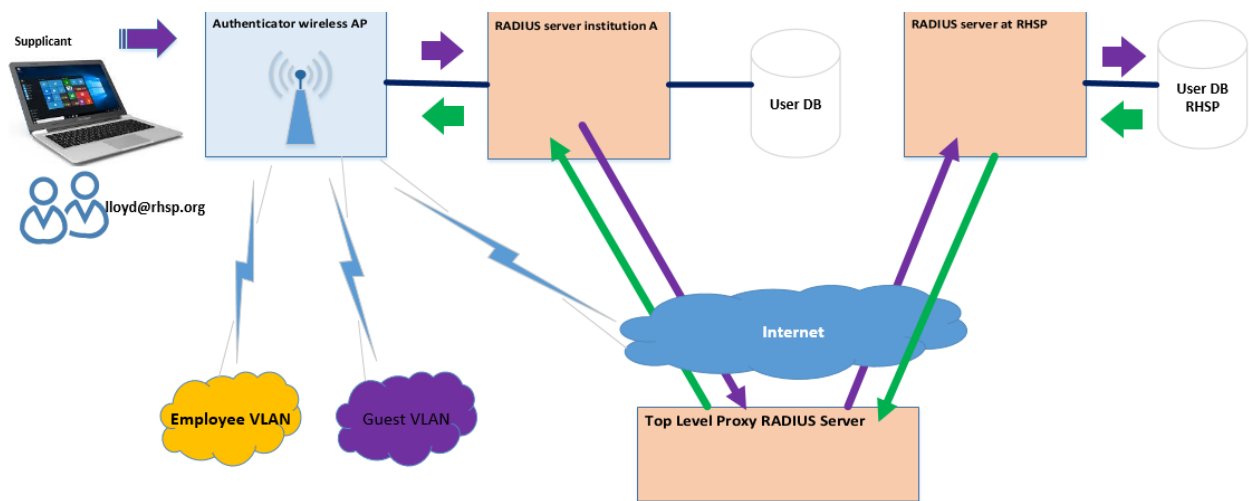 Authenticator wireless AP
RADIUS server institution A
RADIUS server at RHSP
Supplicant
User DB
User DB
RHSP
lloyd@rhsp.org
Internet
Employee VLAN
Guest VLAN
Top Level Proxy RADIUS Server